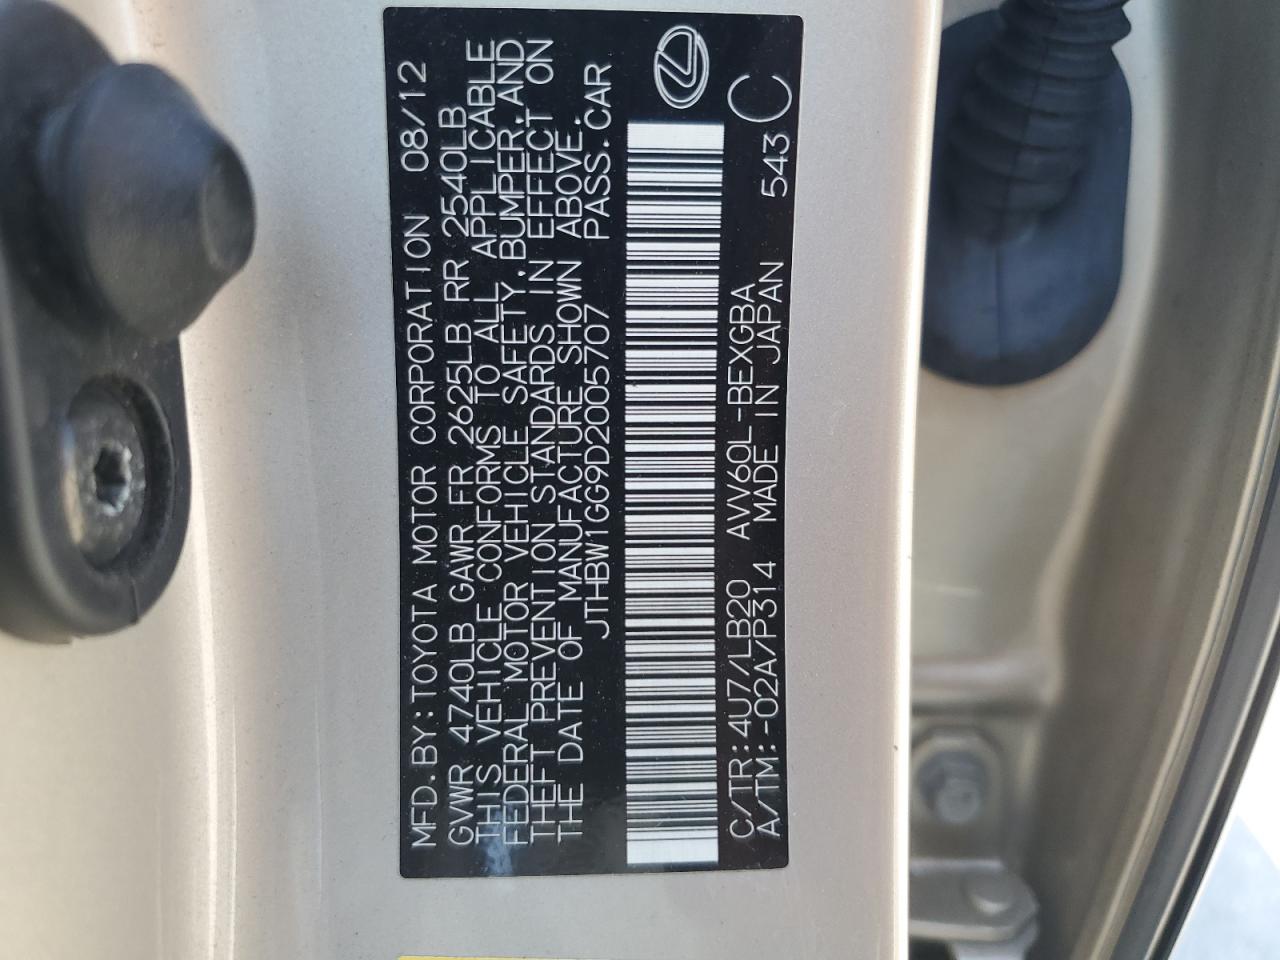 MFD.BY:TOYOTA MOTOR CORPORATION 08/12
GVWR 4740LB GAWR FR 2625LB RR 2540LB
THIS VEHICLE CONFORMS TO ALL APPLICABLE
FEDERAL MOTOR VEHICLE SAFETY,BUMPER,AND
THEFT PREVENTION STANDARDS IN EFFECT ON
THE DATE OF MANUFACTURE SHOWN ABOVE.
JTHBW1GG9D2005707 PASS.CAR
C/TR:4U7/LB20 AVV60L-BEXGBA
A/TM:-02A/P314 MADE IN JAPAN 543 C